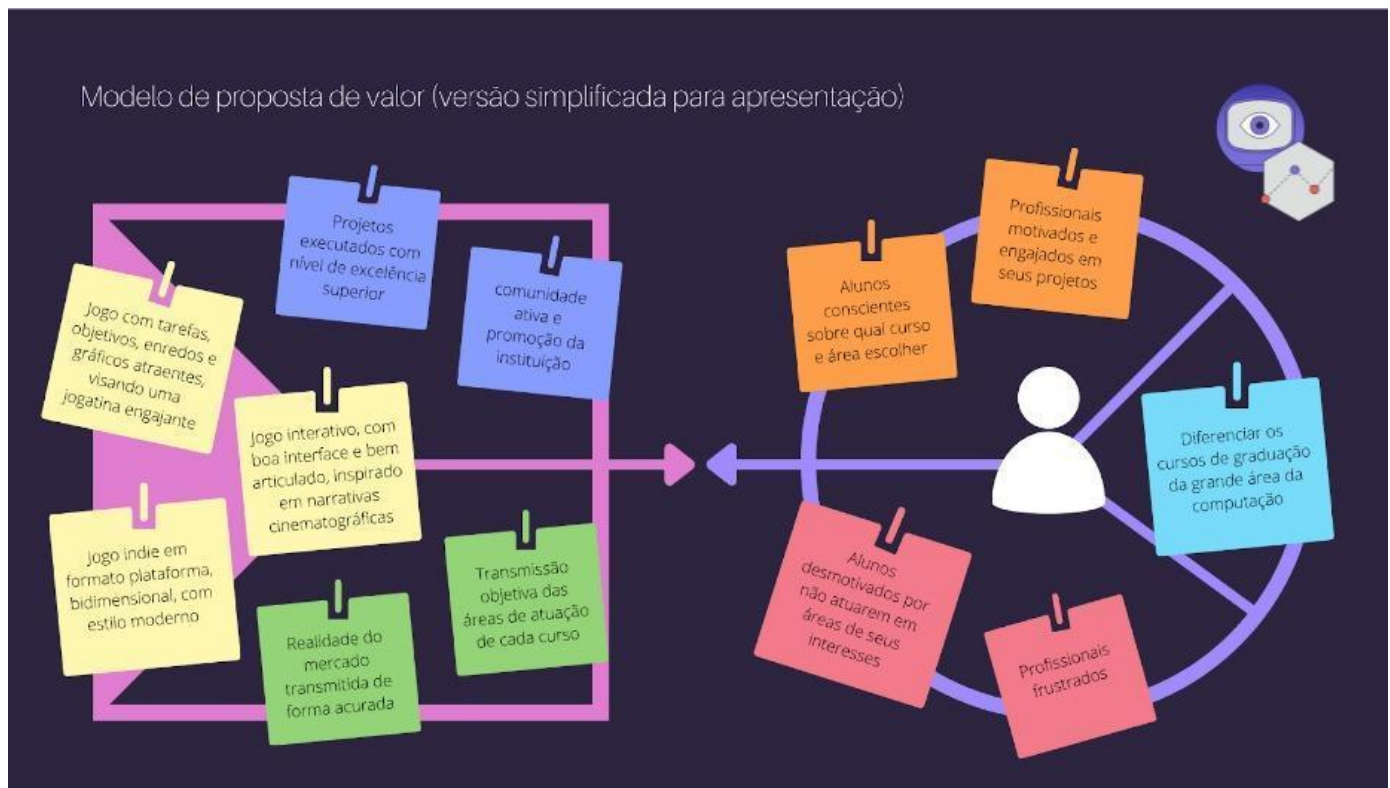 Modelo de proposta de valor (versão simplificada para apresentação)
Projetos
executados com
nível de excelência
superior
comunidade
ativa e
promoção da
instituição
Jogo com tarefas,
objetivos, enredos e
gráficos atraentes,
visando uma
jogatina engajante
Jogo interativo, com
boa interface e bem
articulado, inspirado
em narrativas
cinematográficas
Jogo indie em
formato plataforma,
bidimensional, com
estilo moderno
Realidade do
mercado
transmitida de
forma acurada
Transmissão
objetiva das
áreas de atuação
de cada curso
Profissionais
motivados e
engajados em
seus projetos
Alunos
conscientes
sobre qual curso
e área escolher
Diferenciar os
cursos de graduação
da grande área da
computação
Alunos
desmotivados por
não atuarem em
áreas de seus
interesses
Profissionais
frustrados